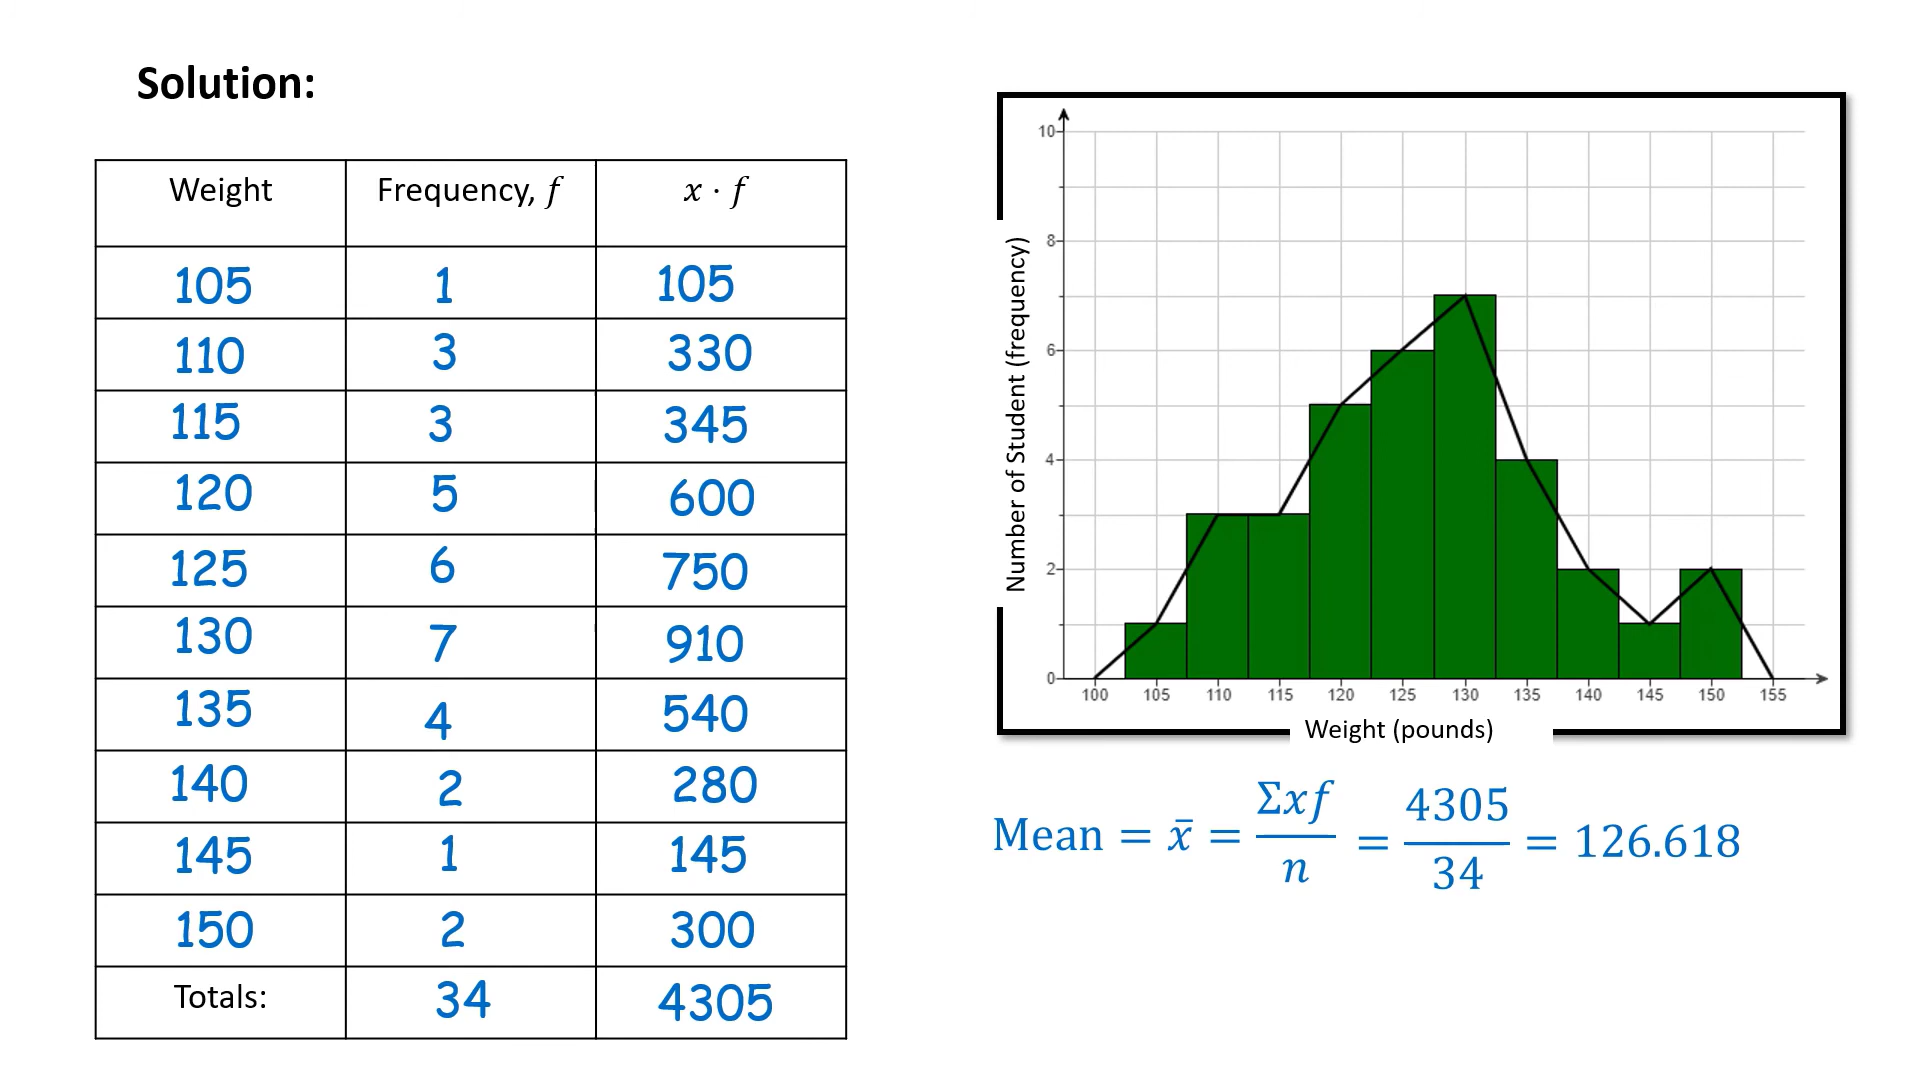 Solution:
Weight Frequency, f x · f
105 1 105
110 3 330
115 3 345
120 5 600
125 6 750
130 7 910
135 4 540
140 2 280
145 1 145
150 2 300
Totals: 34 4305
Number of Student (frequency)
10
8
6
4
2
0
100 105 110 115 120 125 130 135 140 145 150 155
Weight (pounds)
Mean = x̄ = Σxf / n = 4305 / 34 = 126.618